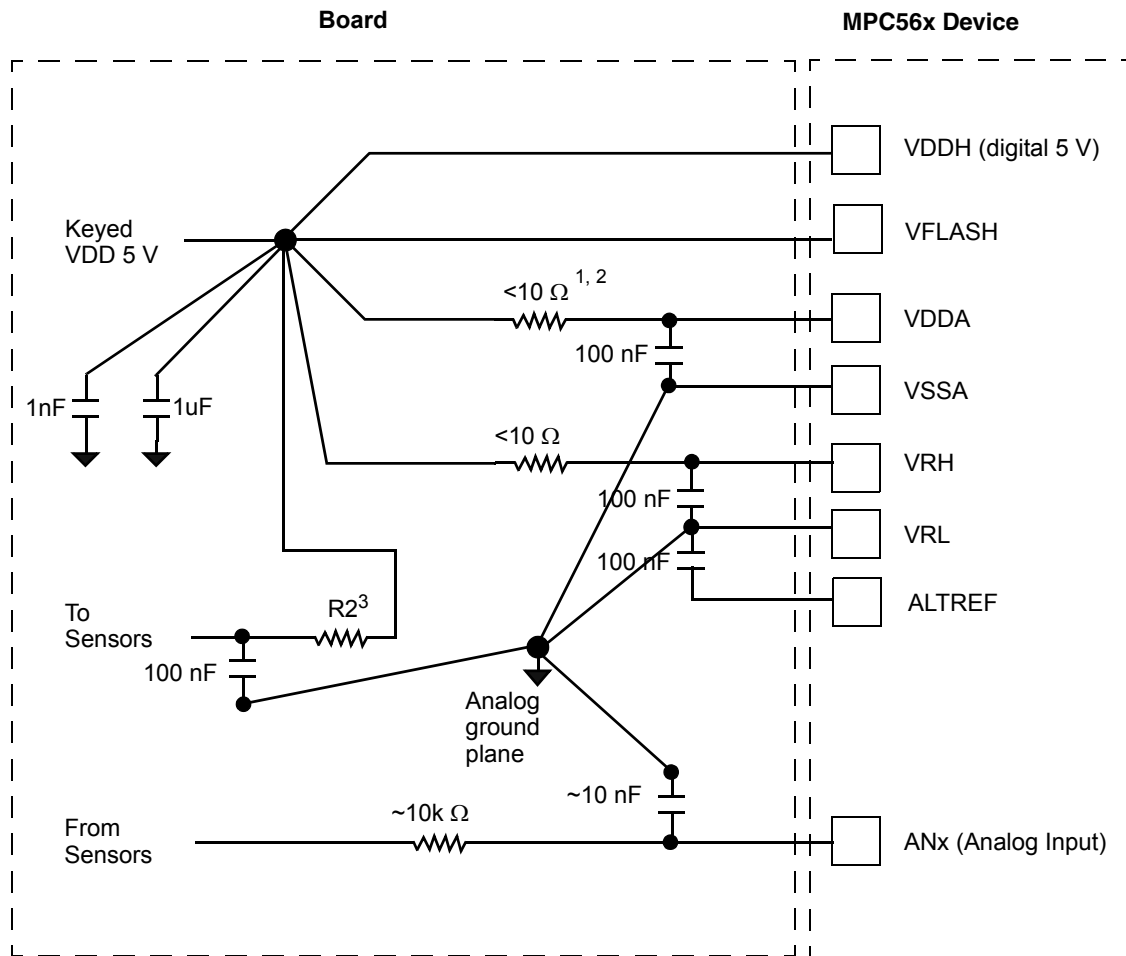 Board
MPC56x Device
VDDH (digital 5 V)
Keyed
VDD 5 V
VFLASH
<10 Ω 1, 2
VDDA
100 nF
VSSA
1nF
1uF
<10 Ω
VRH
100 nF
VRL
100 nF
ALTREF
To
Sensors
R2³
100 nF
Analog
ground
plane
~10 nF
~10k Ω
From
Sensors
ANx (Analog Input)